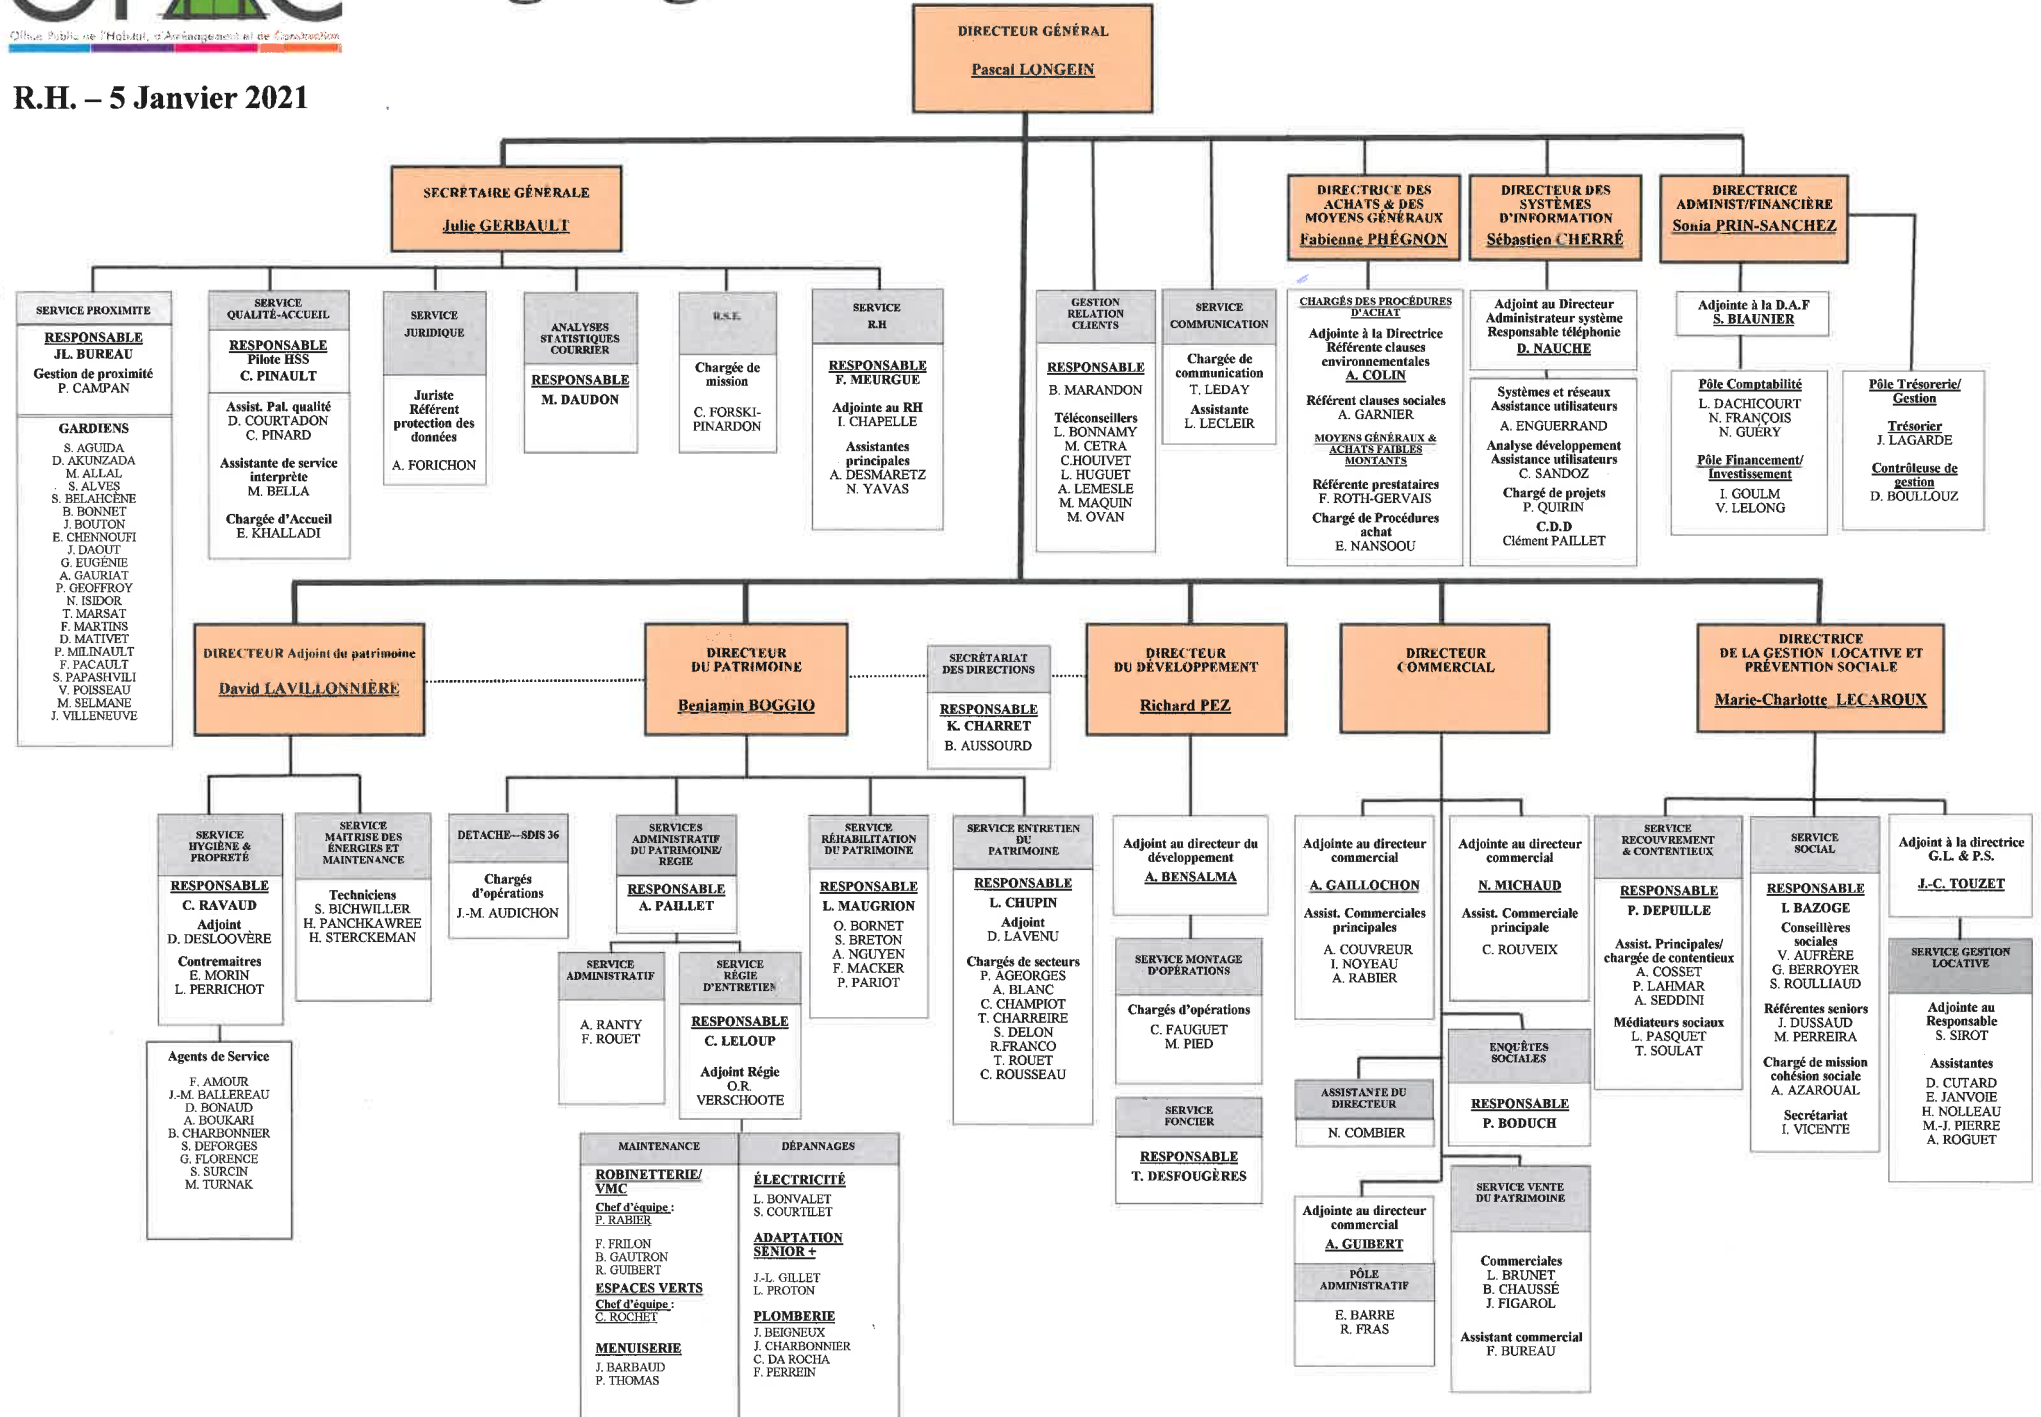 Office Public de l'Habitat, d'Aménagement et de Construction
R.H. – 5 Janvier 2021
DIRECTEUR GÉNÉRAL
Pascal LONGEIN
SECRÉTAIRE GÉNÉRALE
Julie GERBAULT
DIRECTRICE DES
ACHATS & DES
MOYENS GÉNÉRAUX
Fabienne PHÉGNON
DIRECTEUR DES
SYSTÈMES
D'INFORMATION
Sébastien CHERRÉ
DIRECTRICE
ADMINIST/FINANCIÈRE
Sonia PRIN-SANCHEZ
SERVICE PROXIMITE
RESPONSABLE
JL. BUREAU
Gestion de proximité
P. CAMPAN
GARDIENS
S. AGUIDA
D. AKUNZADA
M. ALLAL
S. ALVES
S. BELAHCÈNE
B. BONNET
J. BOUTON
E. CHENNOUFI
J. DAOUT
G. EUGÉNIE
A. GAURIAT
P. GEOFFROY
N. ISIDOR
T. MARSAT
F. MARTINS
D. MATIVET
P. MILINAULT
F. PACAULT
S. PAPASHVILI
V. POISSEAU
M. SELMANE
J. VILLENEUVE
SERVICE
QUALITÉ-ACCUEIL
RESPONSABLE
Pilote HSS
C. PINAULT
Assist. Pal. qualité
D. COURTADON
C. PINARD
Assistante de service
interprète
M. BELLA
Chargée d'Accueil
E. KHALLADI
SERVICE
JURIDIQUE
Juriste
Référent
protection des
données
A. FORICHON
ANALYSES
STATISTIQUES
COURRIER
RESPONSABLE
M. DAUDON
R.S.E.
Chargée de
mission
C. FORSKI-
PINARDON
SERVICE
R.H
RESPONSABLE
F. MEURGUE
Adjointe au RH
I. CHAPELLE
Assistantes
principales
A. DESMARETZ
N. YAVAS
GESTION
RELATION
CLIENTS
RESPONSABLE
B. MARANDON
Téléconseillers
L. BONNAMY
M. CETRA
C.HOUIVET
L. HUGUET
A. LEMESLE
M. MAQUIN
M. OVAN
SERVICE
COMMUNICATION
Chargée de
communication
T. LEDAY
Assistante
L. LECLEIR
CHARGÉS DES PROCÉDURES
D'ACHAT
Adjointe à la Directrice
Référente clauses
environnementales
A. COLIN
Référent clauses sociales
A. GARNIER
MOYENS GÉNÉRAUX &
ACHATS FAIBLES
MONTANTS
Référente prestataires
F. ROTH-GERVAIS
Chargé de Procédures
achat
E. NANSOOU
Adjoint au Directeur
Administrateur système
Responsable téléphonie
D. NAUCHE
Systèmes et réseaux
Assistance utilisateurs
A. ENGUERRAND
Analyse développement
Assistance utilisateurs
C. SANDOZ
Chargé de projets
P. QUIRIN
C.D.D
Clément PAILLET
Adjointe à la D.A.F
S. BIAUNIER
Pôle Comptabilité
L. DACHICOURT
N. FRANÇOIS
N. GUÉRY
Pôle Financement/
Investissement
I. GOULM
V. LELONG
Pôle Trésorerie/
Gestion
Trésorier
J. LAGARDE
Contrôleuse de
gestion
D. BOULLOUZ
DIRECTEUR Adjoint du patrimoine
David LAVILLONNIÈRE
DIRECTEUR
DU PATRIMOINE
Benjamin BOGGIO
SECRÉTARIAT
DES DIRECTIONS
RESPONSABLE
K. CHARRET
B. AUSSOURD
DIRECTEUR
DU DÉVELOPPEMENT
Richard PEZ
DIRECTEUR
COMMERCIAL
DIRECTRICE
DE LA GESTION LOCATIVE ET
PRÉVENTION SOCIALE
Marie-Charlotte LECAROUX
SERVICE
HYGIÈNE &
PROPRETÉ
RESPONSABLE
C. RAVAUD
Adjoint
D. DESLOOVÈRE
Contremaitres
E. MORIN
L. PERRICHOT
Agents de Service
F. AMOUR
J.-M. BALLEREAU
D. BONAUD
A. BOUKARI
B. CHARBONNIER
S. DEFORGES
G. FLORENCE
S. SURCIN
M. TURNAK
SERVICE
MAITRISE DES
ÉNERGIES ET
MAINTENANCE
Techniciens
S. BICHWILLER
H. PANCHKAWREE
H. STERCKEMAN
DETACHE—SDIS 36
Chargés
d'opérations
J.-M. AUDICHON
SERVICES
ADMINISTRATIF
DU PATRIMOINE/
REGIE
RESPONSABLE
A. PAILLET
SERVICE
ADMINISTRATIF
A. RANTY
F. ROUET
SERVICE
RÉGIE
D'ENTRETIEN
RESPONSABLE
C. LELOUP
Adjoint Régie
O.R.
VERSCHOOTE
MAINTENANCE
ROBINETTERIE/
VMC
Chef d'équipe :
P. RABIER
F. FRILON
B. GAUTRON
R. GUIBERT
ESPACES VERTS
Chef d'équipe :
C. ROCHET
MENUISERIE
J. BARBAUD
P. THOMAS
DÉPANNAGES
ÉLECTRICITÉ
L. BONVALET
S. COURTILET
ADAPTATION
SENIOR +
J.-L. GILLET
L. PROTON
PLOMBERIE
J. BEIGNEUX
J. CHARBONNIER
C. DA ROCHA
F. PERREIN
SERVICE
RÉHABILITATION
DU PATRIMOINE
RESPONSABLE
L. MAUGRION
O. BORNET
S. BRETON
A. NGUYEN
F. MACKER
P. PARIOT
SERVICE ENTRETIEN
DU
PATRIMOINE
RESPONSABLE
L. CHUPIN
Adjoint
D. LAVENU
Chargés de secteurs
P. AGEORGES
A. BLANC
C. CHAMPIOT
T. CHARREIRE
S. DELON
R.FRANCO
T. ROUET
C. ROUSSEAU
Adjoint au directeur du
développement
A. BENSALMA
SERVICE MONTAGE
D'OPÉRATIONS
Chargés d'opérations
C. FAUGUET
M. PIED
SERVICE
FONCIER
RESPONSABLE
T. DESFOUGÈRES
Adjointe au directeur
commercial
A. GAILLOCHON
Assist. Commerciales
principales
A. COUVREUR
I. NOYEAU
A. RABIER
Adjointe au directeur
commercial
N. MICHAUD
Assist. Commerciale
principale
C. ROUVEIX
ASSISTANTE DU
DIRECTEUR
N. COMBIER
ENQUÊTES
SOCIALES
RESPONSABLE
P. BODUCH
Adjointe au directeur
commercial
A. GUIBERT
PÔLE
ADMINISTRATIF
E. BARRE
R. FRAS
SERVICE VENTE
DU PATRIMOINE
Commerciales
L. BRUNET
B. CHAUSSÉ
J. FIGAROL
Assistant commercial
F. BUREAU
SERVICE
RECOUVREMENT
& CONTENTIEUX
RESPONSABLE
P. DEPUILLE
Assist. Principales/
chargée de contentieux
A. COSSET
P. LAHMAR
A. SEDDINI
Médiateurs sociaux
L. PASQUET
T. SOULAT
SERVICE
SOCIAL
RESPONSABLE
I. BAZOGE
Conseillères
sociales
V. AUFRÈRE
G. BERROYER
S. ROULLIAUD
Référentes seniors
J. DUSSAUD
M. PERREIRA
Chargé de mission
cohésion sociale
A. AZAROUAL
Secrétariat
I. VICENTE
Adjoint à la directrice
G.L. & P.S.
J.-C. TOUZET
SERVICE GESTION
LOCATIVE
Adjointe au
Responsable
S. SIROT
Assistantes
D. CUTARD
E. JANVOIE
H. NOLLEAU
M.-J. PIERRE
A. ROGUET